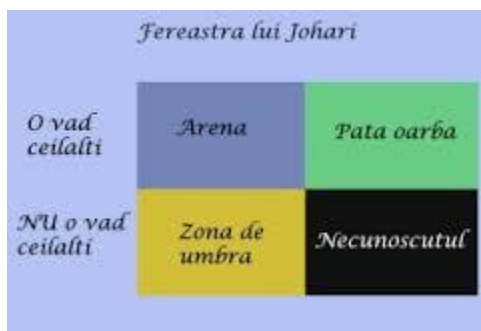 Fereastra lui Johari
O vad
ceilalti
Arena
Pata oarba
NU o vad
ceilalti
Zona de
umbra
Necunoscutul